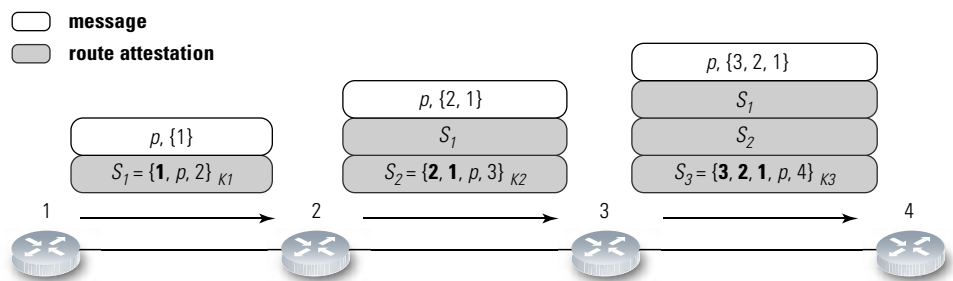 message
route attestation
p, {1}
S1 = {1, p, 2} K1
p, {2, 1}
S1
S2 = {2, 1, p, 3} K2
p, {3, 2, 1}
S1
S2
S3 = {3, 2, 1, p, 4} K3
1
2
3
4